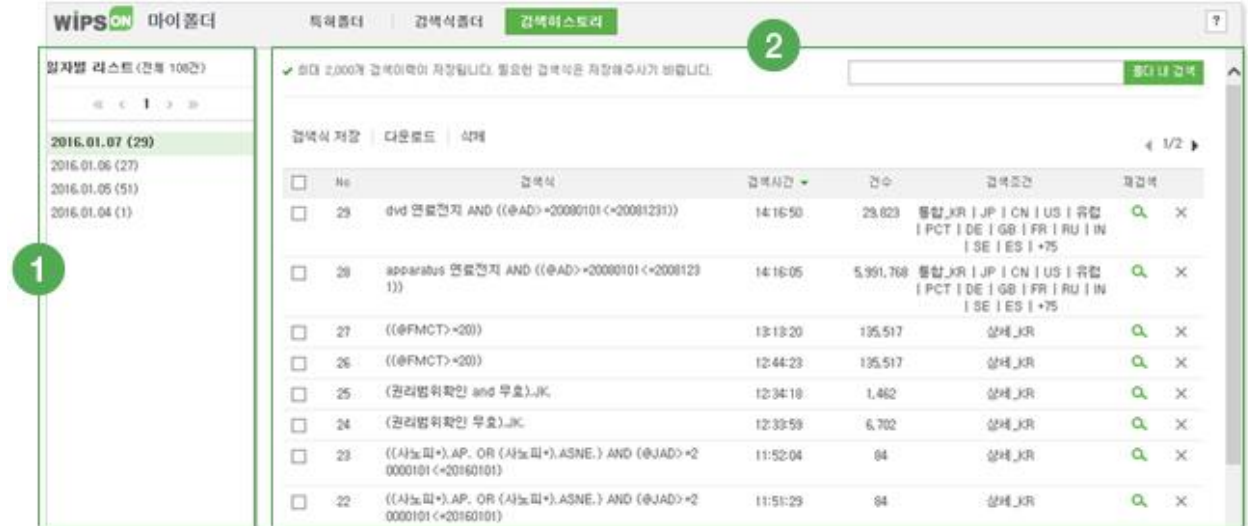 WIPS ON 마이폴더 특허폴더 검색식폴더 검색히스토리 ?
2
일자별 리스트(전체 108건)
최대 2,000개 검색이력이 저장됩니다. 필요한 검색식은 저장해주시기 바랍니다. 폴더 내 검색
1
검색식 저장 다운로드 삭제 1/2
2016.01.07 (29)
2016.01.06 (27)
2016.01.05 (51)
2016.01.04 (1)
No 검색식 검색시간 건수 검색조건 재검색
29 dvd 연료전지 AND ((@AD>=20080101<=20081231)) 14:16:50 29,823 통합_KR | JP | CN | US | 유럽
| PCT | DE | GB | FR | RU | IN
| SE | ES | +75
1
28 apparatus 연료전지 AND ((@AD>=20080101<=2008123 14:16:05 5,991,768 통합_KR | JP | CN | US | 유럽
1)) | PCT | DE | GB | FR | RU | IN
| SE | ES | +75
27 ((@FMCT>=20)) 13:13:20 135,517 상세_KR
26 ((@FMCT>=20)) 12:44:23 135,517 상세_KR
25 (권리범위확인 and 무효).JK. 12:34:18 1,462 상세_KR
24 (권리범위확인 무효).JK. 12:33:59 6,702 상세_KR
23 ((사노피*).AP. OR (사노피*).ASNE.) AND (@JAD>=2 11:52:04 84 상세_KR
0000101<=20160101)
22 ((사노피*).AP. OR (사노피*).ASNE.) AND (@JAD>=2 11:51:29 84 상세_KR
0000101<=20160101)